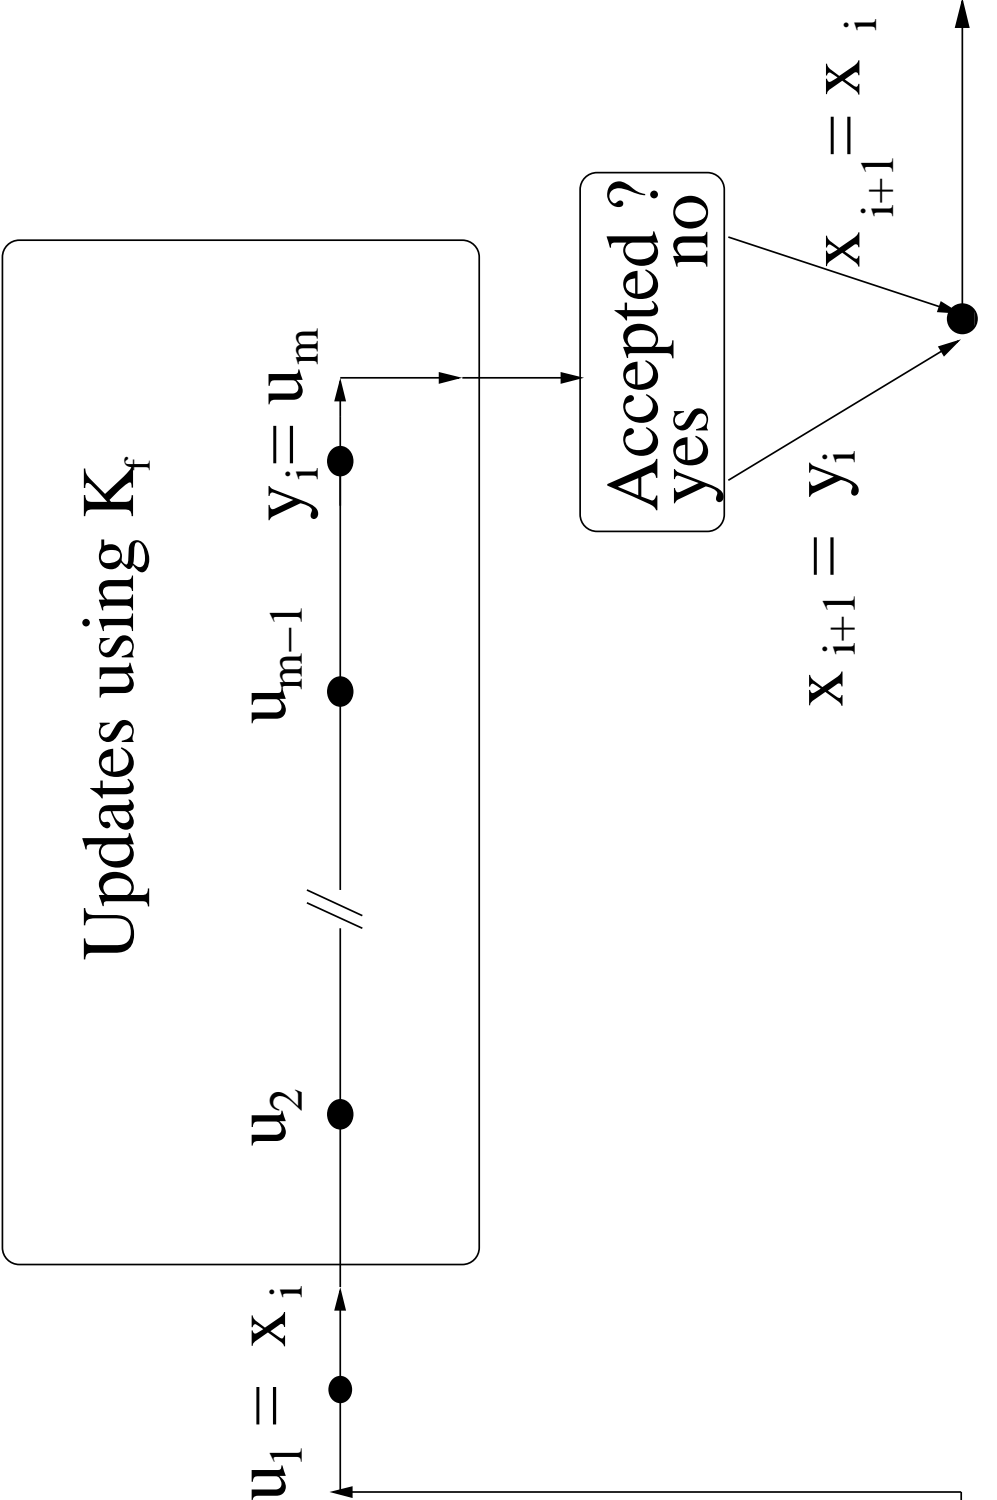 Updates using K_f
u_1 = x_i
u_2
u_{m−1}
y_i = u_m
Accepted ?
yes no
x_{i+1} = y_i
x_{i+1} = x_i